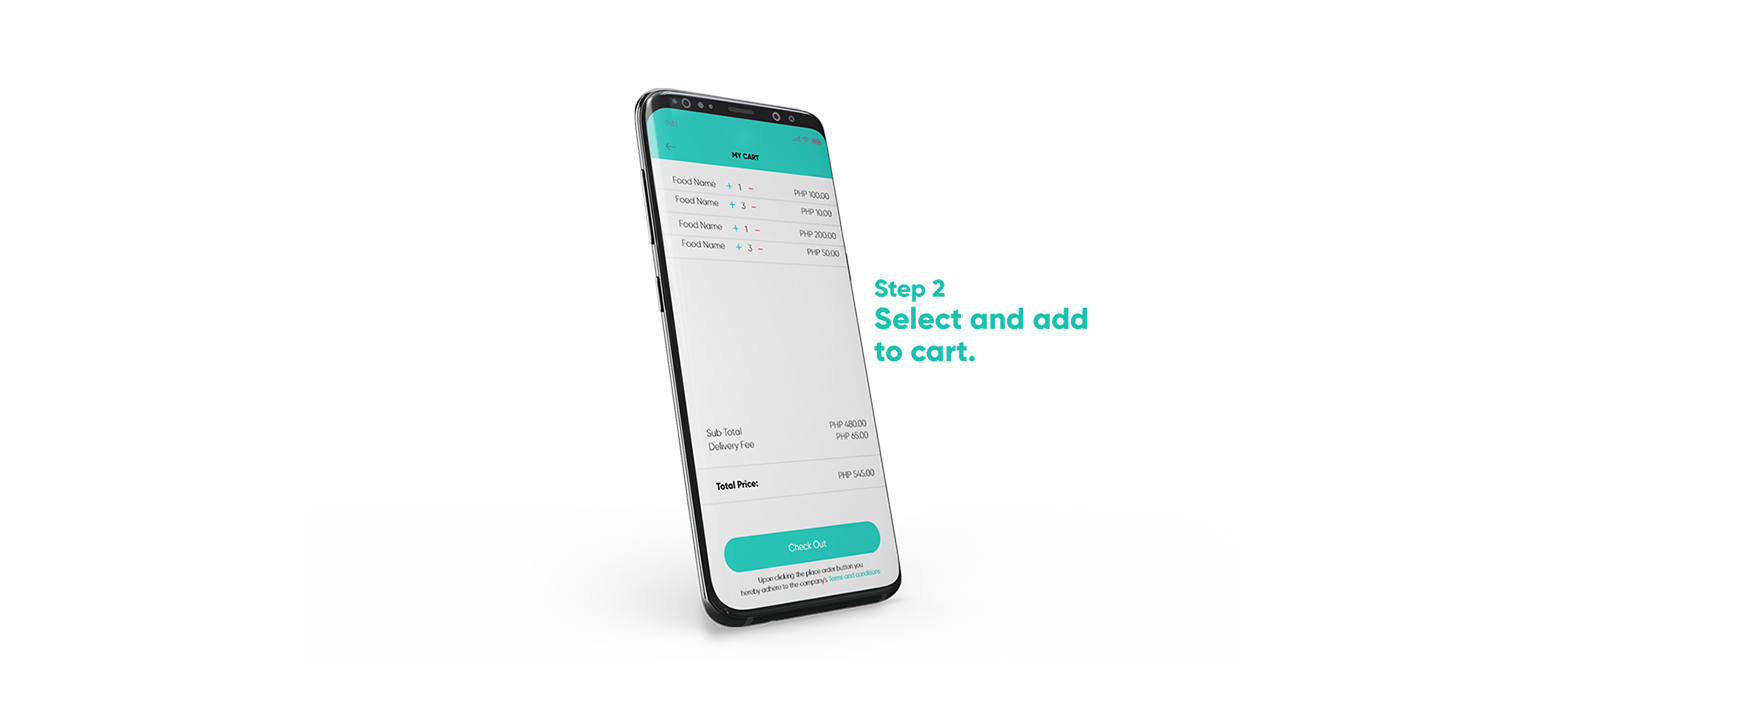 9:41
MY CART
Food Name + 1 - PHP 100.00
Food Name + 3 - PHP 10.00
Food Name + 1 - PHP 200.00
Food Name + 3 - PHP 50.00
Step 2
Select and add
to cart.
Sub Total PHP 480.00
Delivery Fee PHP 65.00
Total Price: PHP 545.00
Check Out
Upon clicking the place order button you
hereby adhere to the company's Terms and conditions